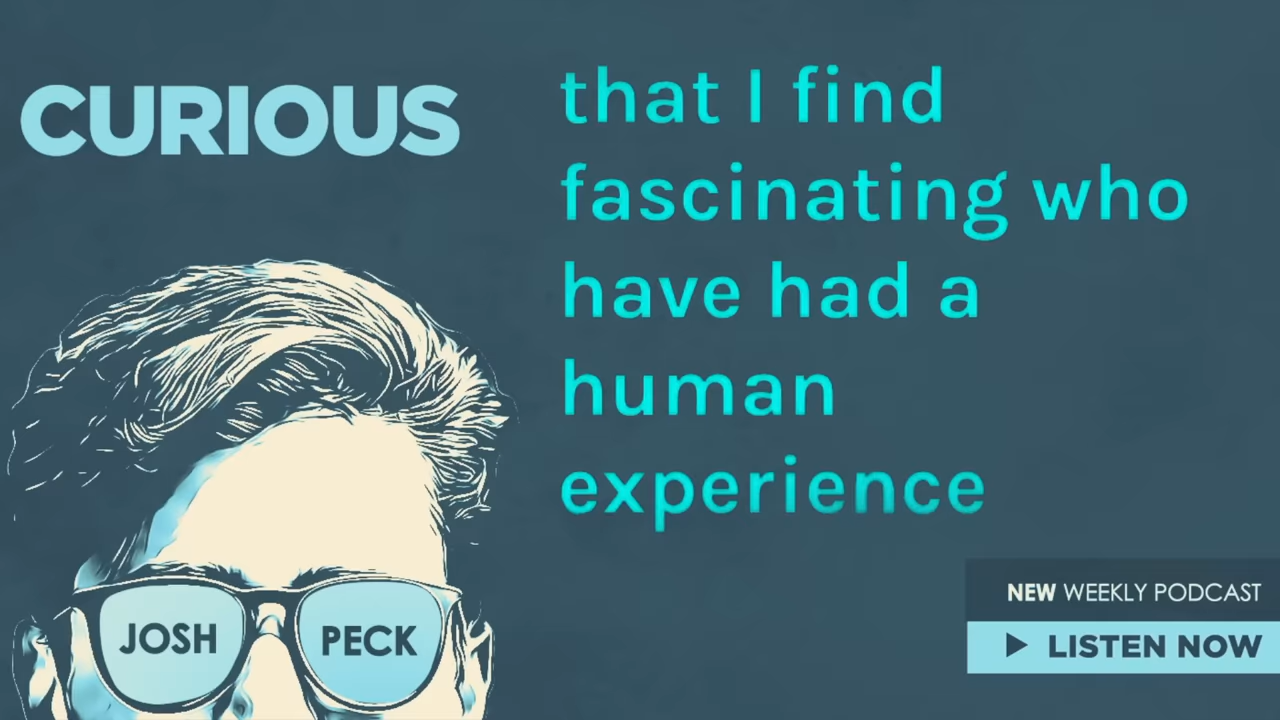 CURIOUS
that I find
fascinating who
have had a
human
experience
JOSH PECK
NEW WEEKLY PODCAST
LISTEN NOW